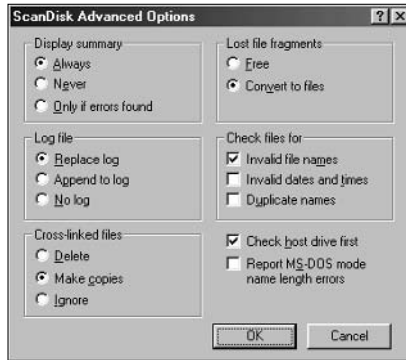 ScanDisk Advanced Options
Display summary
Always
Never
Only if errors found
Log file
Replace log
Append to log
No log
Cross-linked files
Delete
Make copies
Ignore
Lost file fragments
Free
Convert to files
Check files for
Invalid file names
Invalid dates and times
Duplicate names
Check host drive first
Report MS-DOS mode
name length errors
OK
Cancel